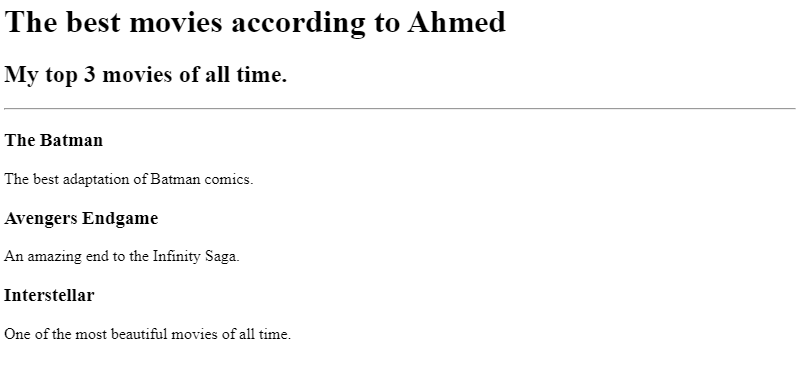 The best movies according to Ahmed
My top 3 movies of all time.
The Batman
The best adaptation of Batman comics.
Avengers Endgame
An amazing end to the Infinity Saga.
Interstellar
One of the most beautiful movies of all time.